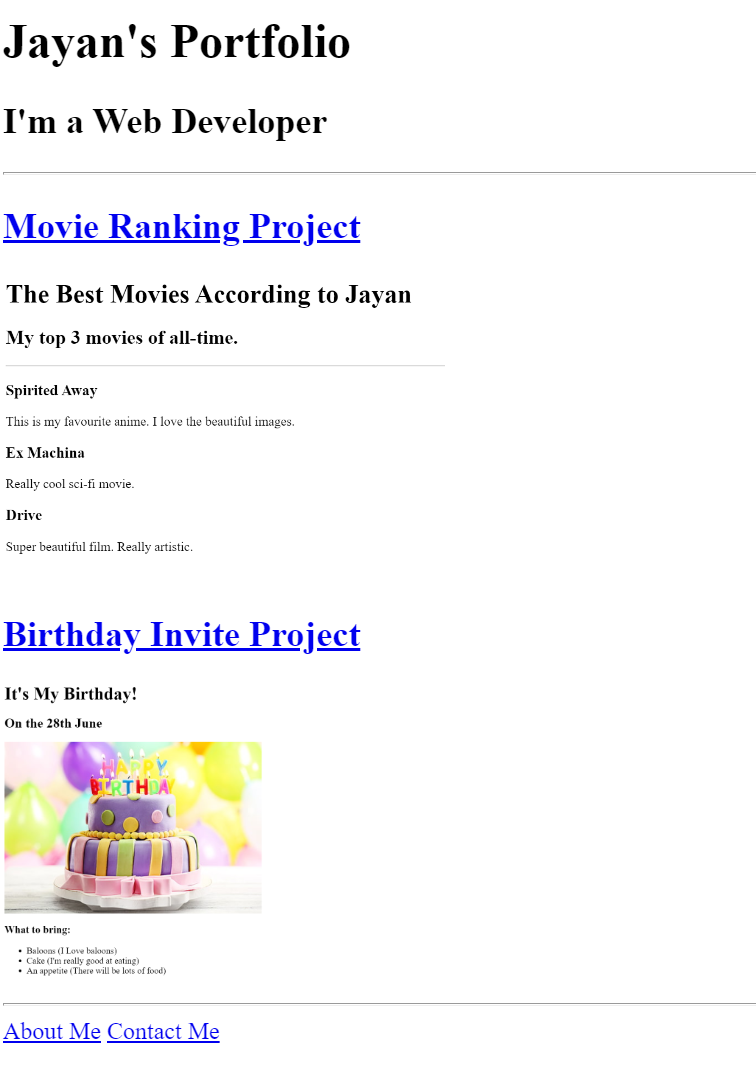 Jayan's Portfolio
I'm a Web Developer
Movie Ranking Project
The Best Movies According to Jayan
My top 3 movies of all-time.
Spirited Away
This is my favourite anime. I love the beautiful images.
Ex Machina
Really cool sci-fi movie.
Drive
Super beautiful film. Really artistic.
Birthday Invite Project
It's My Birthday!
On the 28th June
HAPPY
BIRTHDAY
What to bring:
Baloons (I Love baloons)
Cake (I'm really good at eating)
An appetite (There will be lots of food)
About Me Contact Me